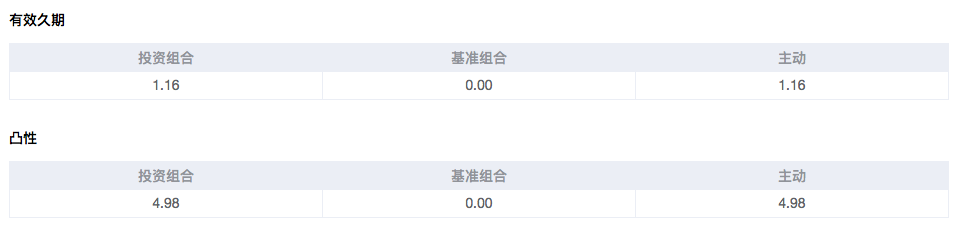 有效久期
投资组合 基准组合 主动
1.16 0.00 1.16
凸性
投资组合 基准组合 主动
4.98 0.00 4.98